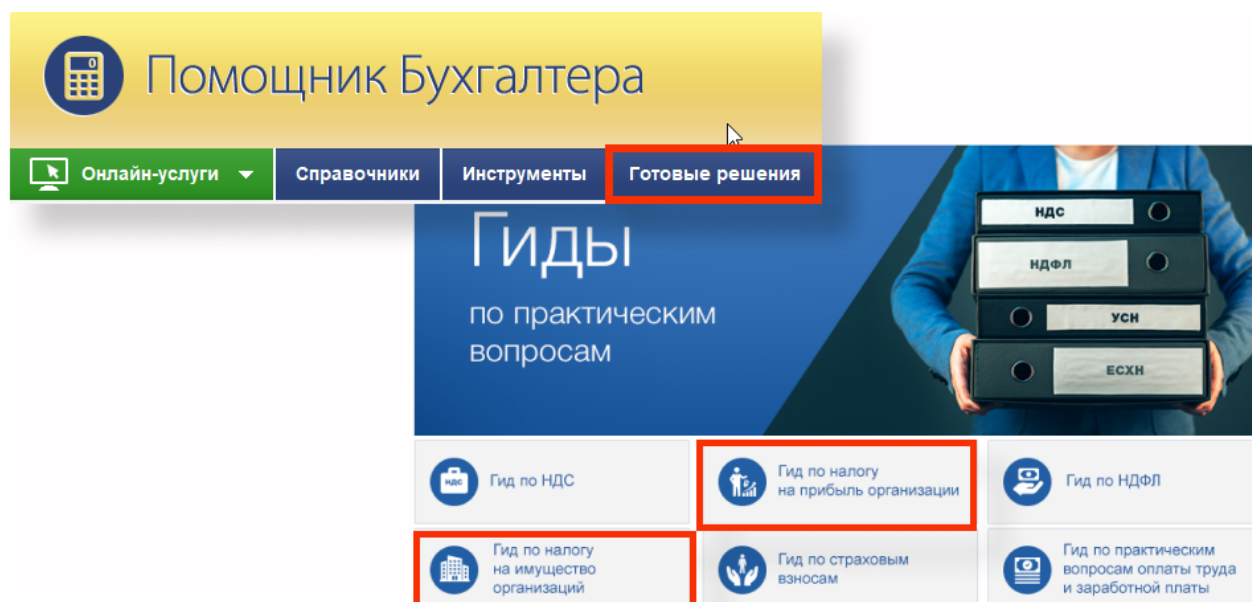 Помощник Бухгалтера
Онлайн-услуги
Справочники
Инструменты
Готовые решения
Гиды
по практическим
вопросам
НДС
НДФЛ
УСН
ЕСХН
НДС
Гид по НДС
Гид по налогу
на прибыль организации
Гид по НДФЛ
Гид по налогу
на имущество
организаций
Гид по страховым
взносам
Гид по практическим
вопросам оплаты труда
и заработной платы